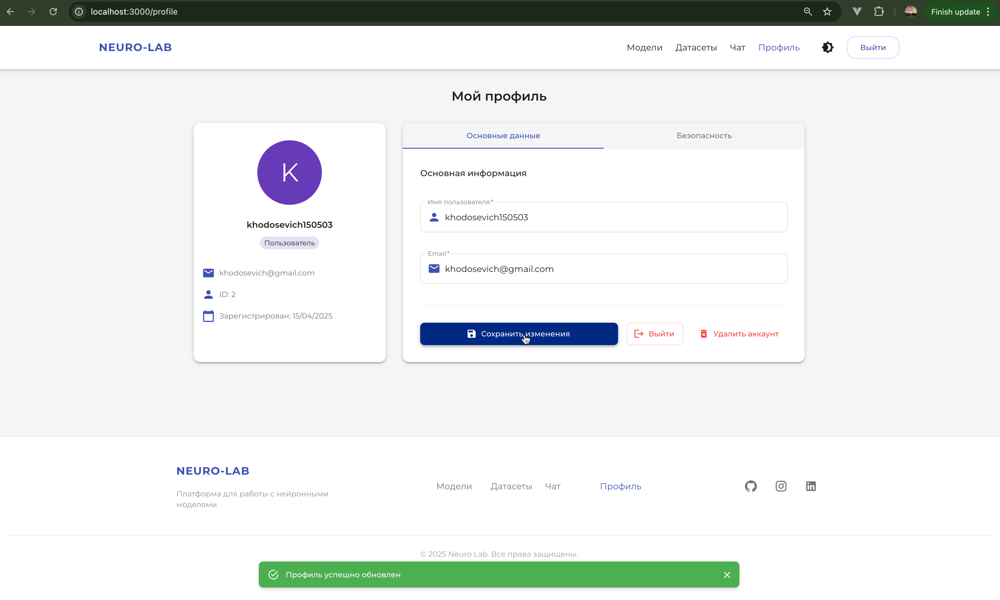 localhost:3000/profile
Finish update
NEURO-LAB
Модели
Датасеты
Чат
Профиль
Выйти
Мой профиль
K
khodosevich150503
Пользователь
khodosevich@gmail.com
ID: 2
Зарегистрирован: 15/04/2025
Основные данные
Безопасность
Основная информация
Имя пользователя*
khodosevich150503
Email*
khodosevich@gmail.com
Сохранить изменения
Выйти
Удалить аккаунт
NEURO-LAB
Платформа для работы с нейронными
моделями
Модели
Датасеты
Чат
Профиль
© 2025 Neuro Lab. Все права защищены.
Профиль успешно обновлен